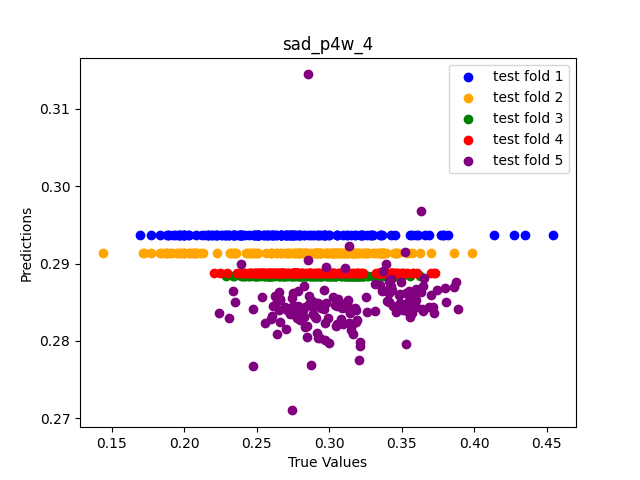 sad_p4w_4
test fold 1
test fold 2
test fold 3
test fold 4
test fold 5
Predictions
0.31
0.30
0.29
0.28
0.27
0.15 0.20 0.25 0.30 0.35 0.40 0.45
True Values